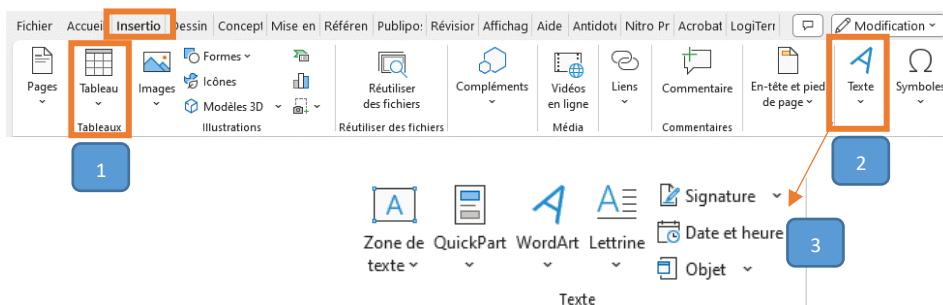 Fichier Accuei Insertio Dessin Concept Mise en Référen Publipo: Révision Affichag Aide Antidote Nitro Pr Acrobat LogiTerr Modification
Pages Tableau Images Formes Icônes Modèles 3D Réutiliser des fichiers Compléments Vidéos en ligne Liens Commentaire En-tête et pied de page Texte Symboles
Tableaux Illustrations Réutiliser des fichiers Média Commentaires
1 2
Zone de texte QuickPart WordArt Lettrine
Signature
Date et heure
Objet
3
Texte